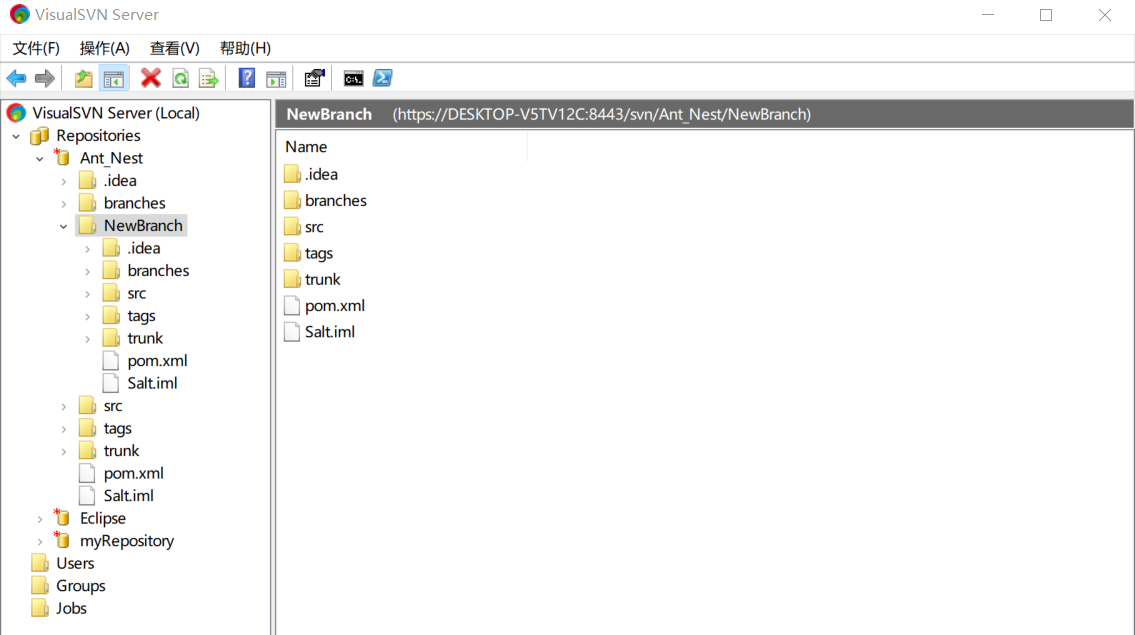 VisualSVN Server
文件(F) 操作(A) 查看(V) 帮助(H)
VisualSVN Server (Local)
Repositories
Ant_Nest
.idea
branches
NewBranch
.idea
branches
src
tags
trunk
pom.xml
Salt.iml
src
tags
trunk
pom.xml
Salt.iml
Eclipse
myRepository
Users
Groups
Jobs
NewBranch (https://DESKTOP-V5TV12C:8443/svn/Ant_Nest/NewBranch)
Name
.idea
branches
src
tags
trunk
pom.xml
Salt.iml